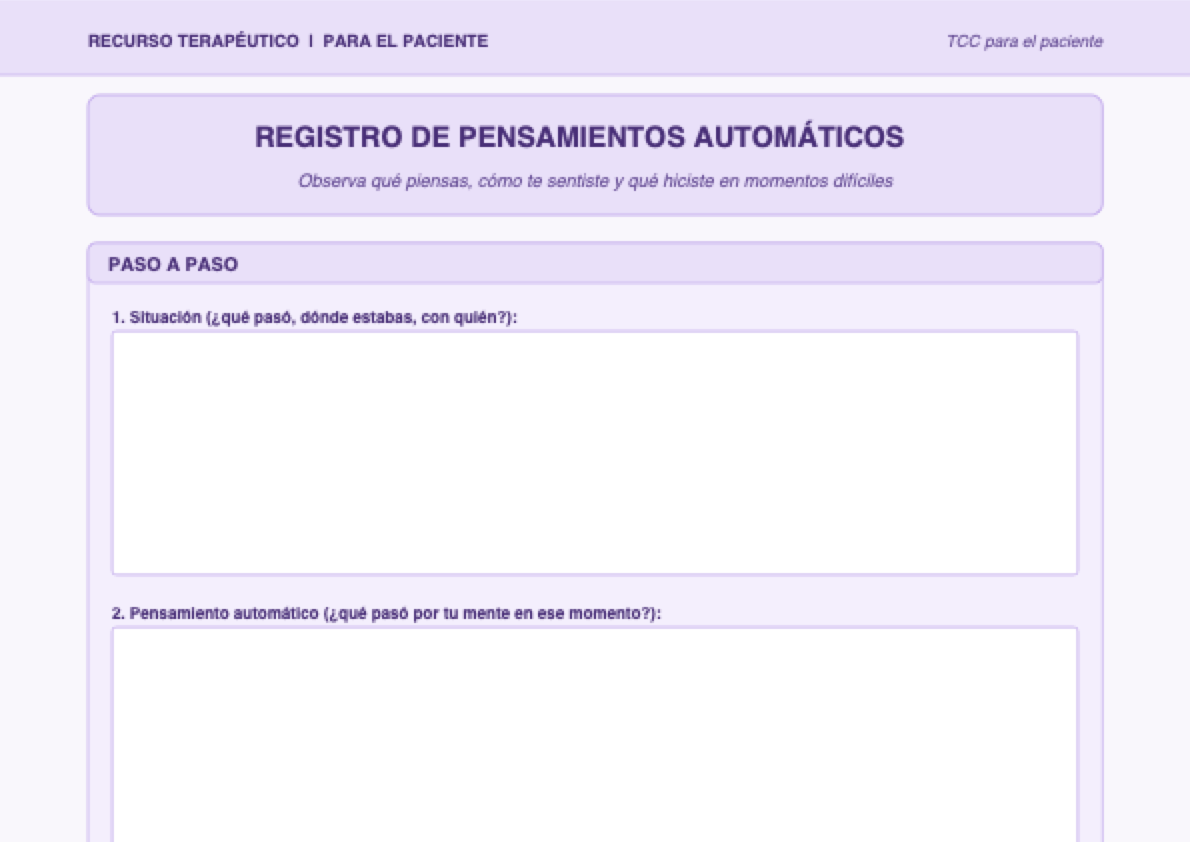 RECURSO TERAPÉUTICO | PARA EL PACIENTE
TCC para el paciente
REGISTRO DE PENSAMIENTOS AUTOMÁTICOS
Observa qué piensas, cómo te sentiste y qué hiciste en momentos difíciles
PASO A PASO
1. Situación (¿qué pasó, dónde estabas, con quién?):
2. Pensamiento automático (¿qué pasó por tu mente en ese momento?):